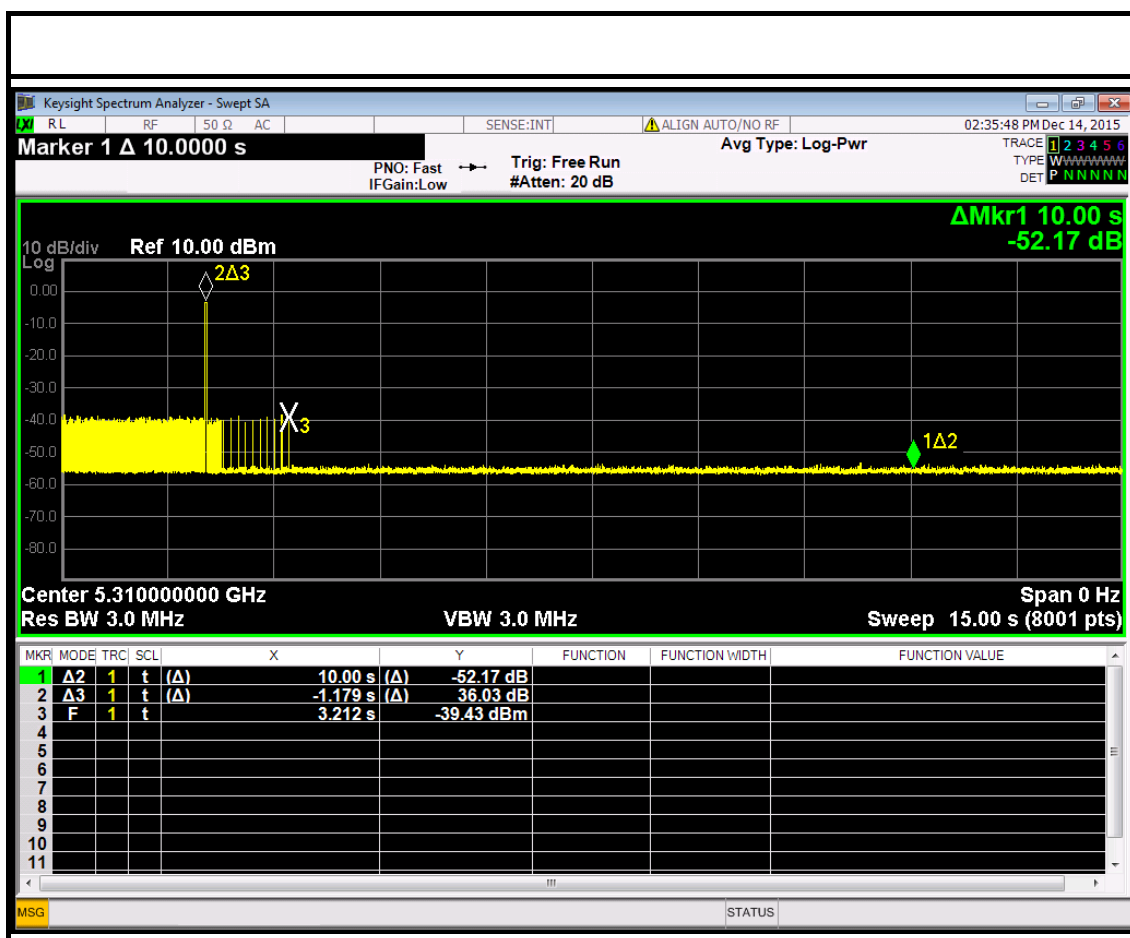 Keysight Spectrum Analyzer - Swept SA
LXI RL RF 50 Ω AC SENSE:INT ALIGN AUTO/NO RF 02:35:48 PM Dec 14, 2015
Marker 1 Δ 10.0000 s
PNO: Fast
IFGain:Low
Trig: Free Run
#Atten: 20 dB
Avg Type: Log-Pwr
TRACE 1 2 3 4 5 6
TYPE WWWWWW
DET P N N N N N
ΔMkr1 10.00 s
-52.17 dB
10 dB/div Ref 10.00 dBm
Log
0.00
-10.0
-20.0
-30.0
-40.0
-50.0
-60.0
-70.0
-80.0
2Δ3
X3
1Δ2
Center 5.310000000 GHz Span 0 Hz
Res BW 3.0 MHz VBW 3.0 MHz Sweep 15.00 s (8001 pts)
MKR MODE TRC SCL X Y FUNCTION FUNCTION WIDTH FUNCTION VALUE
1 Δ2 1 t (Δ) 10.00 s (Δ) -52.17 dB
2 Δ3 1 t (Δ) -1.179 s (Δ) 36.03 dB
3 F 1 t 3.212 s -39.43 dBm
4
5
6
7
8
9
10
11
MSG STATUS